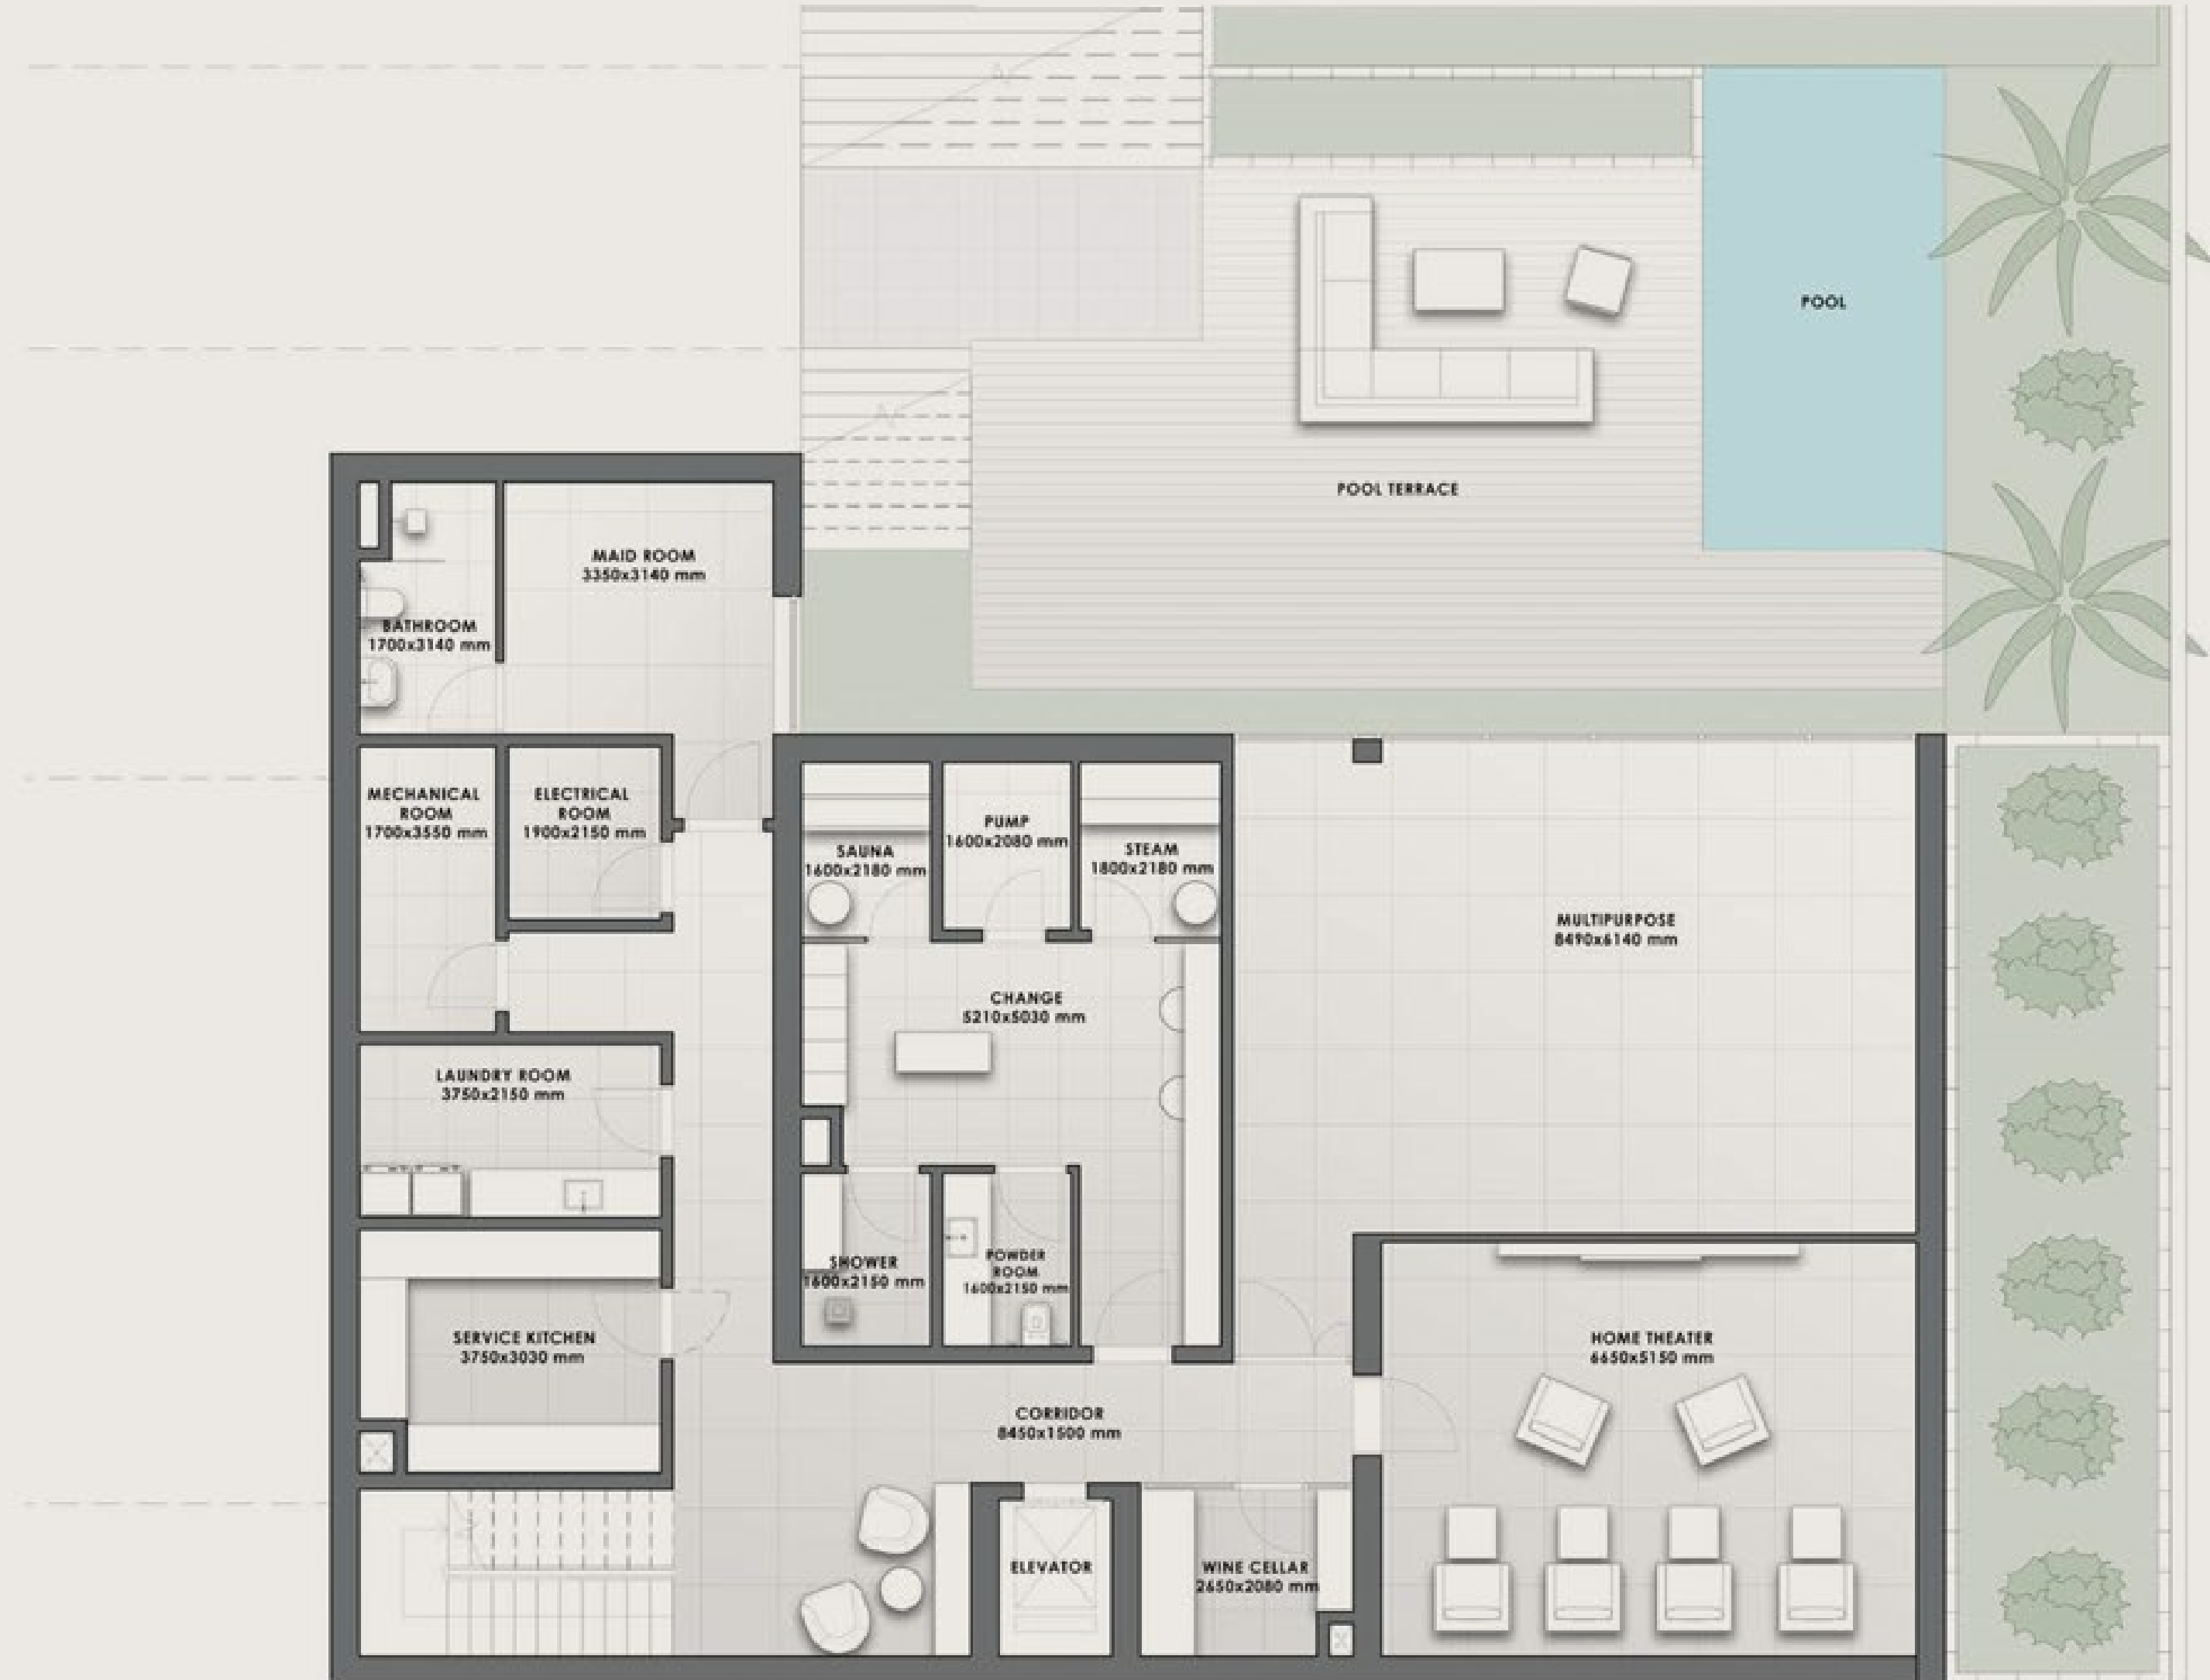 POOL
POOL TERRACE
MAID ROOM
3350x3140 mm
BATHROOM
1700x3140 mm
MECHANICAL
ROOM
1700x3550 mm
ELECTRICAL
ROOM
1900x2150 mm
SAUNA
1600x2180 mm
PUMP
1600x2080 mm
STEAM
1800x2180 mm
MULTIPURPOSE
8490x6140 mm
CHANGE
5210x5030 mm
LAUNDRY ROOM
3750x2150 mm
SHOWER
1600x2150 mm
POWDER
ROOM
1600x2150 mm
SERVICE KITCHEN
3750x3030 mm
HOME THEATER
6650x5150 mm
CORRIDOR
8450x1500 mm
ELEVATOR
WINE CELLAR
2650x2080 mm